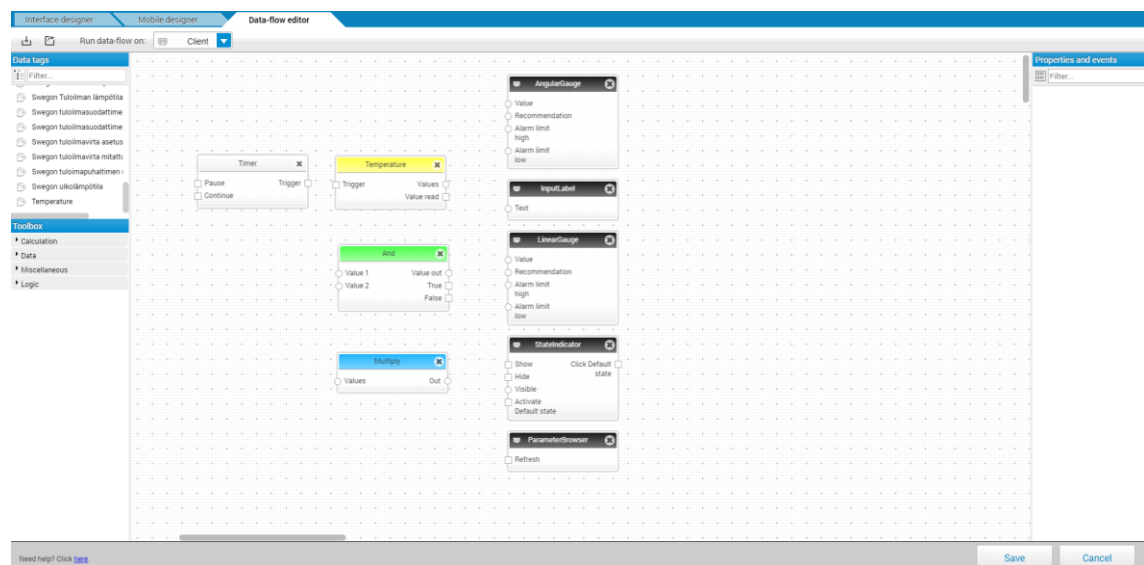 Interface designer
Mobile designer
Data-flow editor
Run data-flow on:
Client
Data tags
Filter...
Swegon Tuloilman lämpötila
Swegon tuloilmasuodattime
Swegon tuloilmasuodattime
Swegon tuloilmavirta asetus
Swegon tuloilmavirta mitattu
Swegon tuloimapuhaltimen
Swegon ulkolämpötila
Temperature
Toolbox
Calculation
Data
Miscellaneous
Logic
Timer
Pause
Trigger
Continue
Temperature
Trigger
Values
Value read
And
Value 1
Value out
Value 2
True
False
Multiply
Values
Out
AngularGauge
Value
Recommendation
Alarm limit
high
Alarm limit
low
InputLabel
Text
LinearGauge
Value
Recommendation
Alarm limit
high
Alarm limit
low
StateIndicator
Show
Click Default
state
Hide
Visible
Activate
Default state
ParameterBrowser
Refresh
Properties and events
Filter...
Need help? Click here.
Save
Cancel